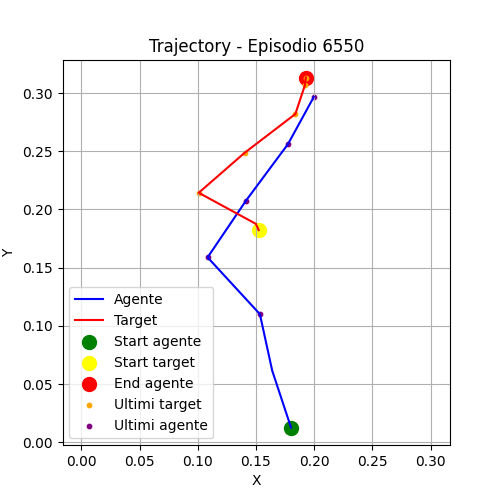 Trajectory - Episodio 6550
Y
0.30
0.25
0.20
0.15
0.10
0.05
0.00
Agente
Target
Start agente
Start target
End agente
Ultimi target
Ultimi agente
0.00 0.05 0.10 0.15 0.20 0.25 0.30
X